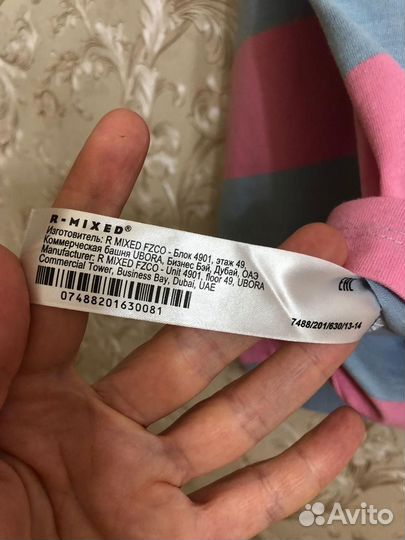 R-MIXED®
Изготовитель: R MIXED FZCO - Блок 4901, этаж 49,
Коммерческая башня UBORA, Бизнес Бэй, Дубай, ОАЭ
Manufacturer: R MIXED FZCO - Unit 4901, floor 49, UBORA
Commercial Tower, Business Bay, Dubai, UAE
07488201630081
EAC
7488/201/630/13-14
Avito